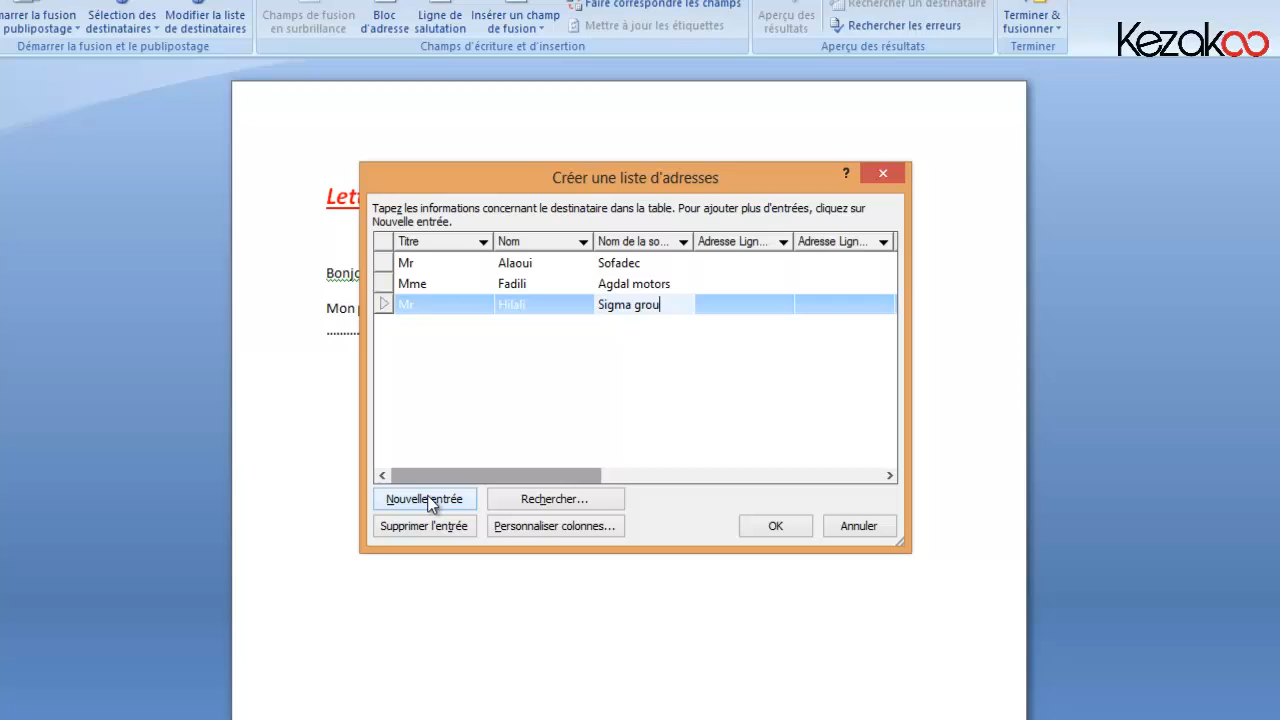 marrer la fusion
publipostage
Sélection des
destinataires
Modifier la liste
de destinataires
Démarrer la fusion et le publipostage
Champs de fusion
en surbrillance
Bloc
d'adresse
Ligne de
salutation
Insérer un champ
de fusion
Faire correspondre les champs
Mettre à jour les étiquettes
Champs d'écriture et d'insertion
Aperçu des
résultats
Rechercher un destinataire
Rechercher les erreurs
Aperçu des résultats
Terminer &
fusionner
Terminer
Kezakoo
Lett
Bonjo
Mon p
...........
Créer une liste d'adresses
?
Tapez les informations concernant le destinataire dans la table. Pour ajouter plus d'entrées, cliquez sur
Nouvelle entrée.
Titre Nom Nom de la so... Adresse Lign... Adresse Lign...
Mr Alaoui Sofadec
Mme Fadili Agdal motors
Mr Hilali Sigma grou
Nouvelle entrée Rechercher...
Supprimer l'entrée Personnaliser colonnes... OK Annuler